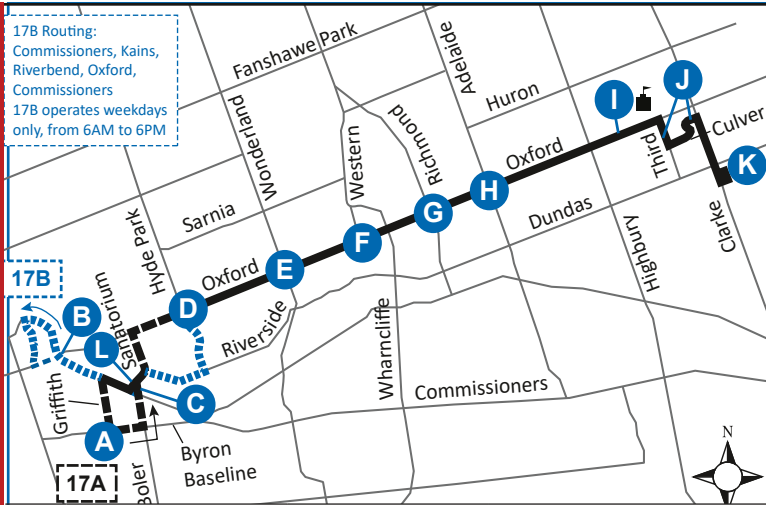 17B Routing:
Commissioners, Kains,
Riverbend, Oxford,
Commissioners
17B operates weekdays
only, from 6AM to 6PM
Fanshawe Park
Adelaide
Huron
I
J
Culver
Wonderland
Western
Richmond
Oxford
Third
K
H
Hyde Park
Sarnia
G
Dundas
Highbury
Clarke
F
Oxford
E
17B
Sanatorium
D
Riverside
B
L
Wharncliffe
Commissioners
C
Griffith
A
Byron
Baseline
17A
Boler
N